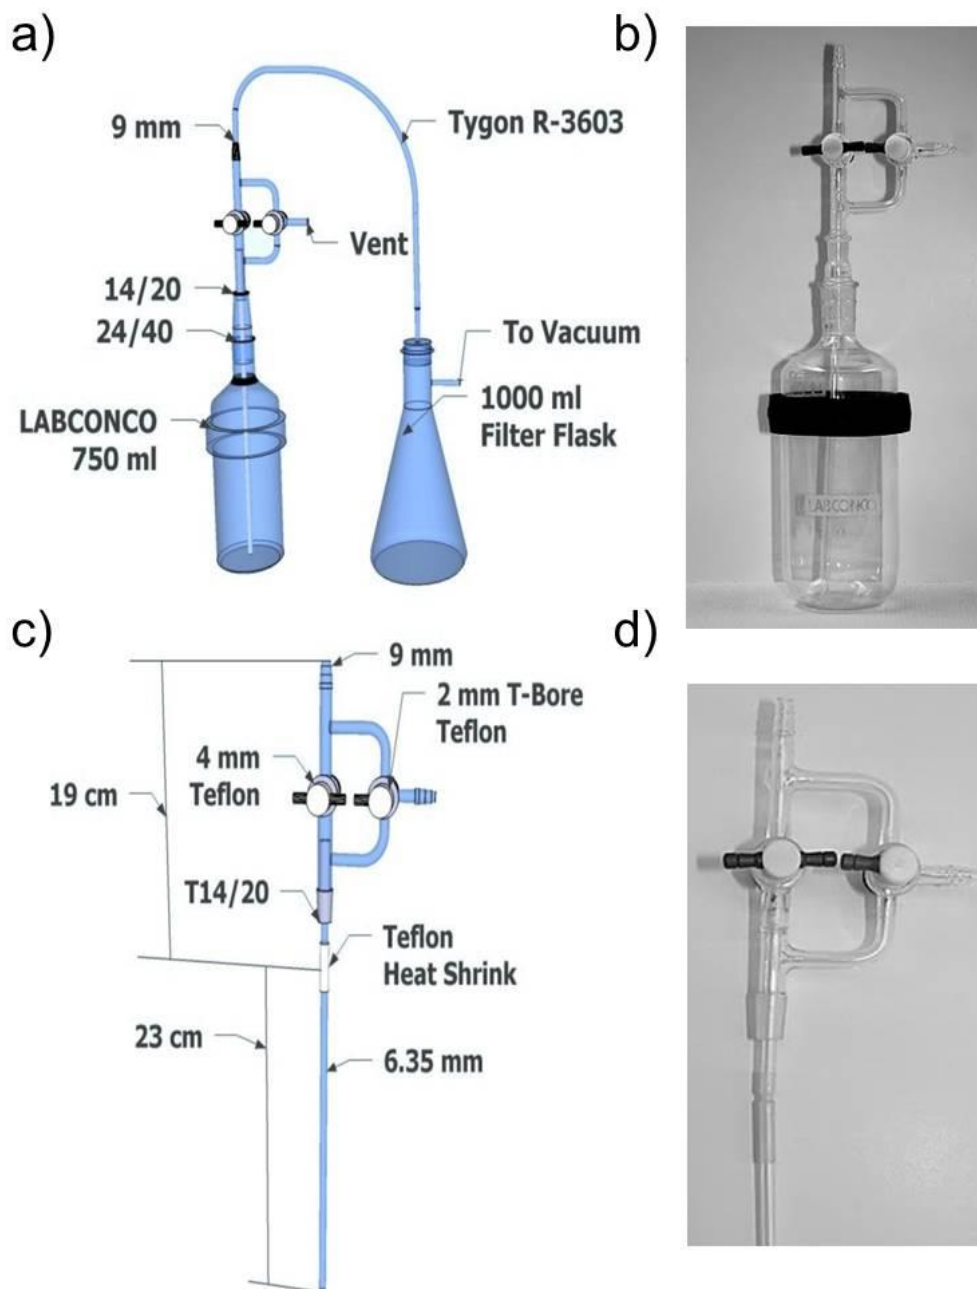 a)
9 mm
Tygon R-3603
Vent
14/20
24/40
To Vacuum
LABCONCO
750 ml
1000 ml
Filter Flask
b)
LABCONCO
c)
9 mm
2 mm T-Bore
Teflon
4 mm
Teflon
19 cm
T14/20
Teflon
Heat Shrink
23 cm
6.35 mm
d)